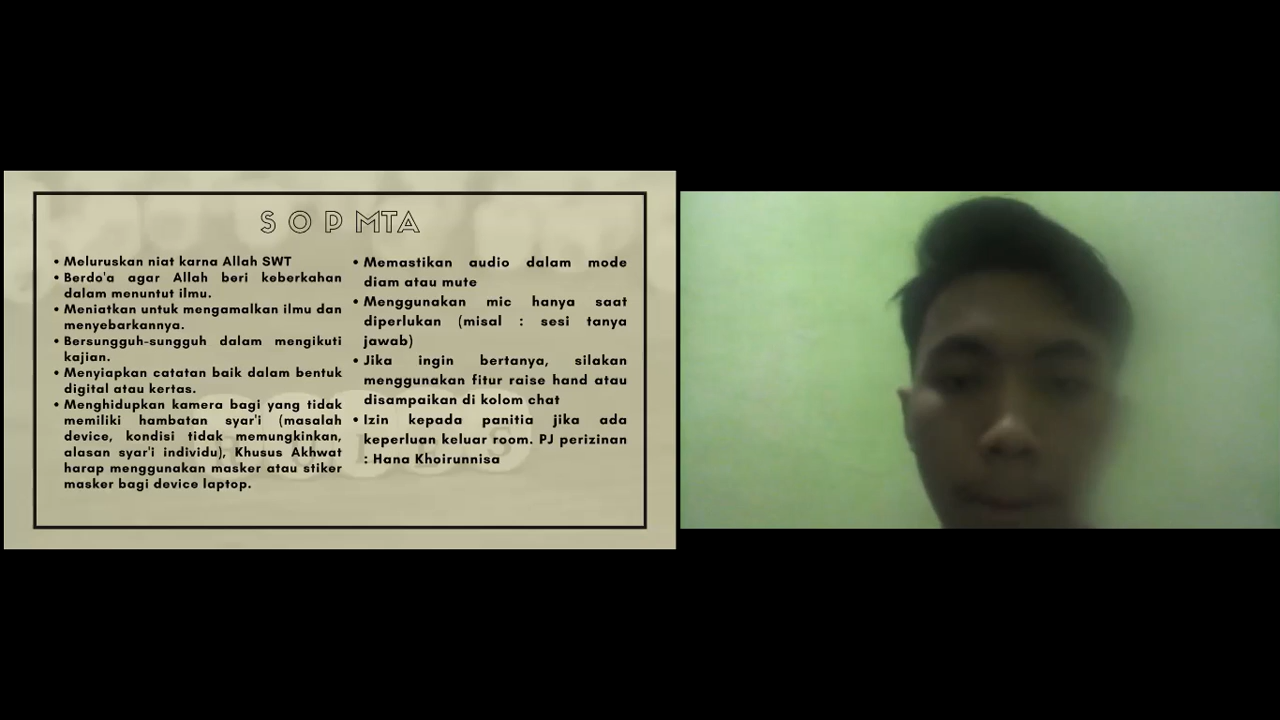 S O P MTA
• Meluruskan niat karna Allah SWT
• Berdo'a agar Allah beri keberkahan
dalam menuntut ilmu.
• Meniatkan untuk mengamalkan ilmu dan
menyebarkannya.
• Bersungguh-sungguh dalam mengikuti
kajian.
• Menyiapkan catatan baik dalam bentuk
digital atau kertas.
• Menghidupkan kamera bagi yang tidak
memiliki hambatan syar'i (masalah
device, kondisi tidak memungkinkan,
alasan syar'i individu), Khusus Akhwat
harap menggunakan masker atau stiker
masker bagi device laptop.
• Memastikan audio dalam mode
diam atau mute
• Menggunakan mic hanya saat
diperlukan (misal : sesi tanya
jawab)
• Jika ingin bertanya, silakan
menggunakan fitur raise hand atau
disampaikan di kolom chat
• Izin kepada panitia jika ada
keperluan keluar room. PJ perizinan
: Hana Khoirunnisa